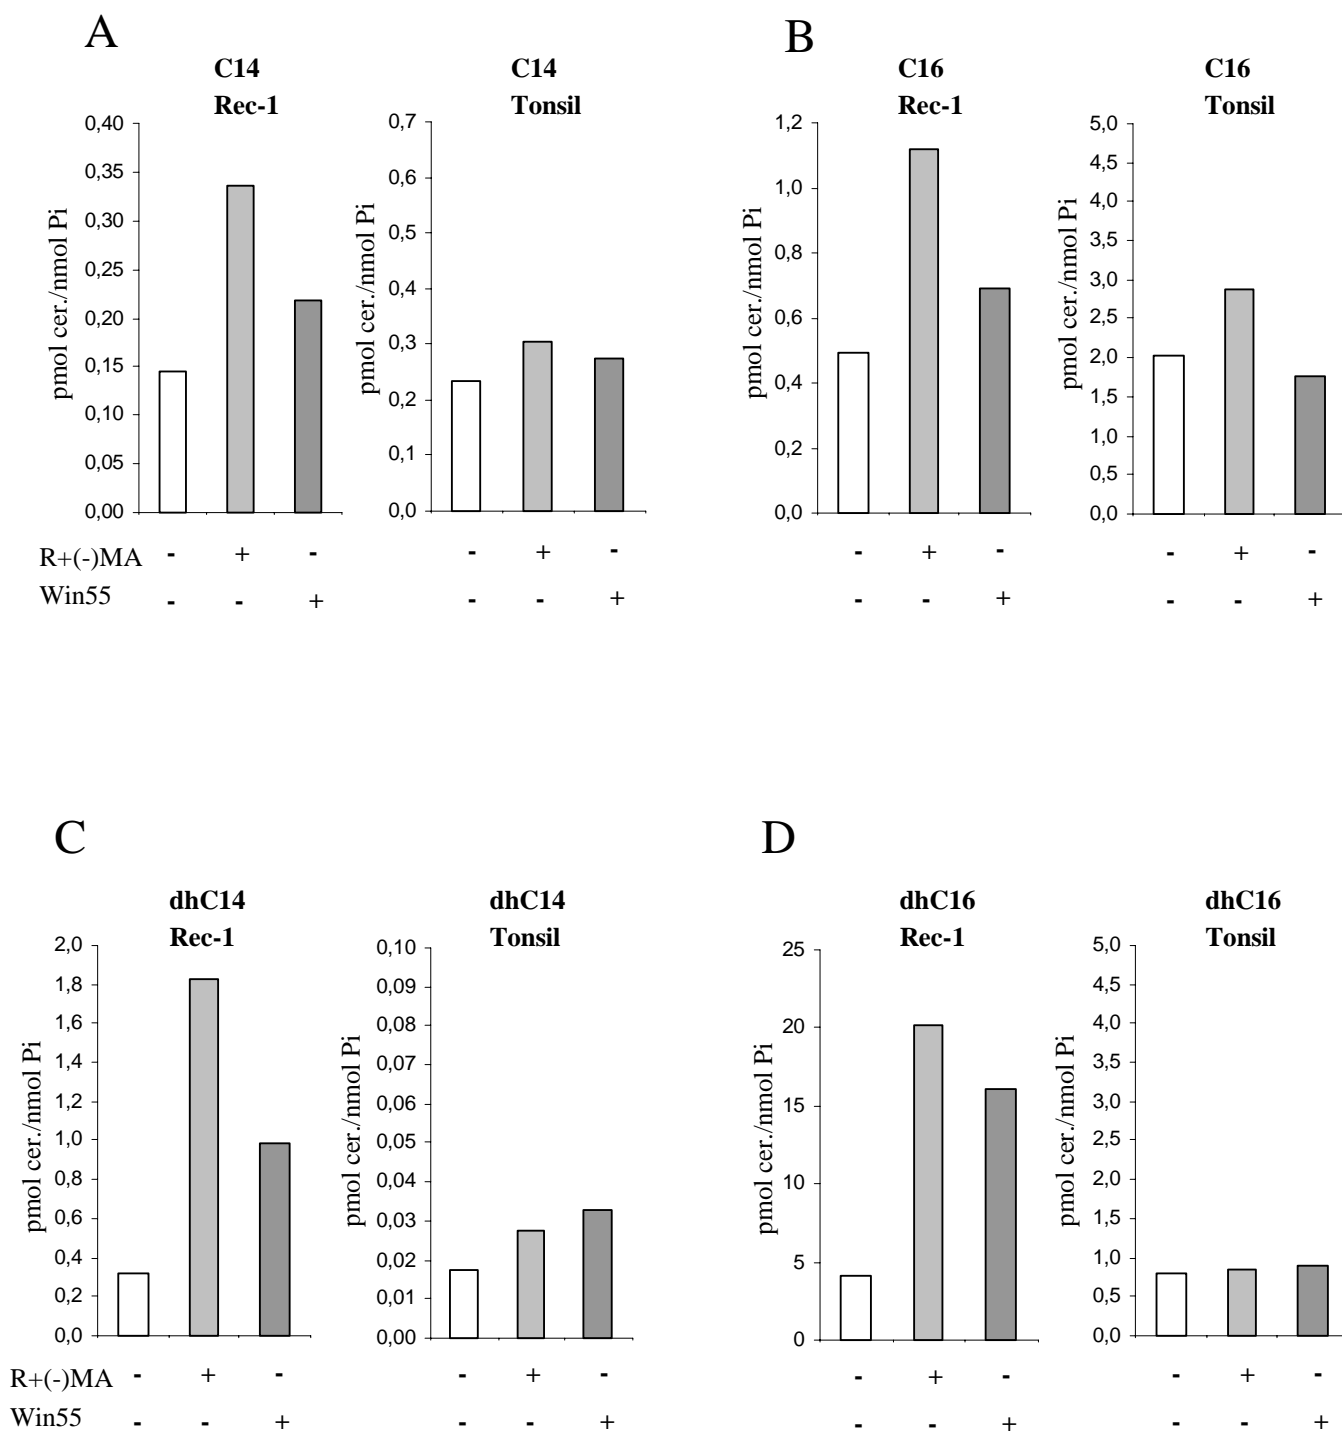 A
C14
Rec-1
pmol cer./nmol Pi
0,40
0,35
0,30
0,25
0,20
0,15
0,10
0,05
0,00
C14
Tonsil
pmol cer./nmol Pi
0,7
0,6
0,5
0,4
0,3
0,2
0,1
0,0
R+(-)MA - + - - + -
Win55 - - + - - +
B
C16
Rec-1
pmol cer./nmol Pi
1,2
1,0
0,8
0,6
0,4
0,2
0,0
C16
Tonsil
pmol cer./nmol Pi
5,0
4,5
4,0
3,5
3,0
2,5
2,0
1,5
1,0
0,5
0,0
- + - - + -
- - + - - +
C
dhC14
Rec-1
pmol cer./nmol Pi
2,0
1,8
1,6
1,4
1,2
1,0
0,8
0,6
0,4
0,2
0,0
dhC14
Tonsil
pmol cer./nmol Pi
0,10
0,09
0,08
0,07
0,06
0,05
0,04
0,03
0,02
0,01
0,00
R+(-)MA - + - - + -
Win55 - - + - - +
D
dhC16
Rec-1
pmol cer./nmol Pi
25
20
15
10
5
0
dhC16
Tonsil
pmol cer./nmol Pi
5,0
4,5
4,0
3,5
3,0
2,5
2,0
1,5
1,0
0,5
0,0
- + - - + -
- - + - - +